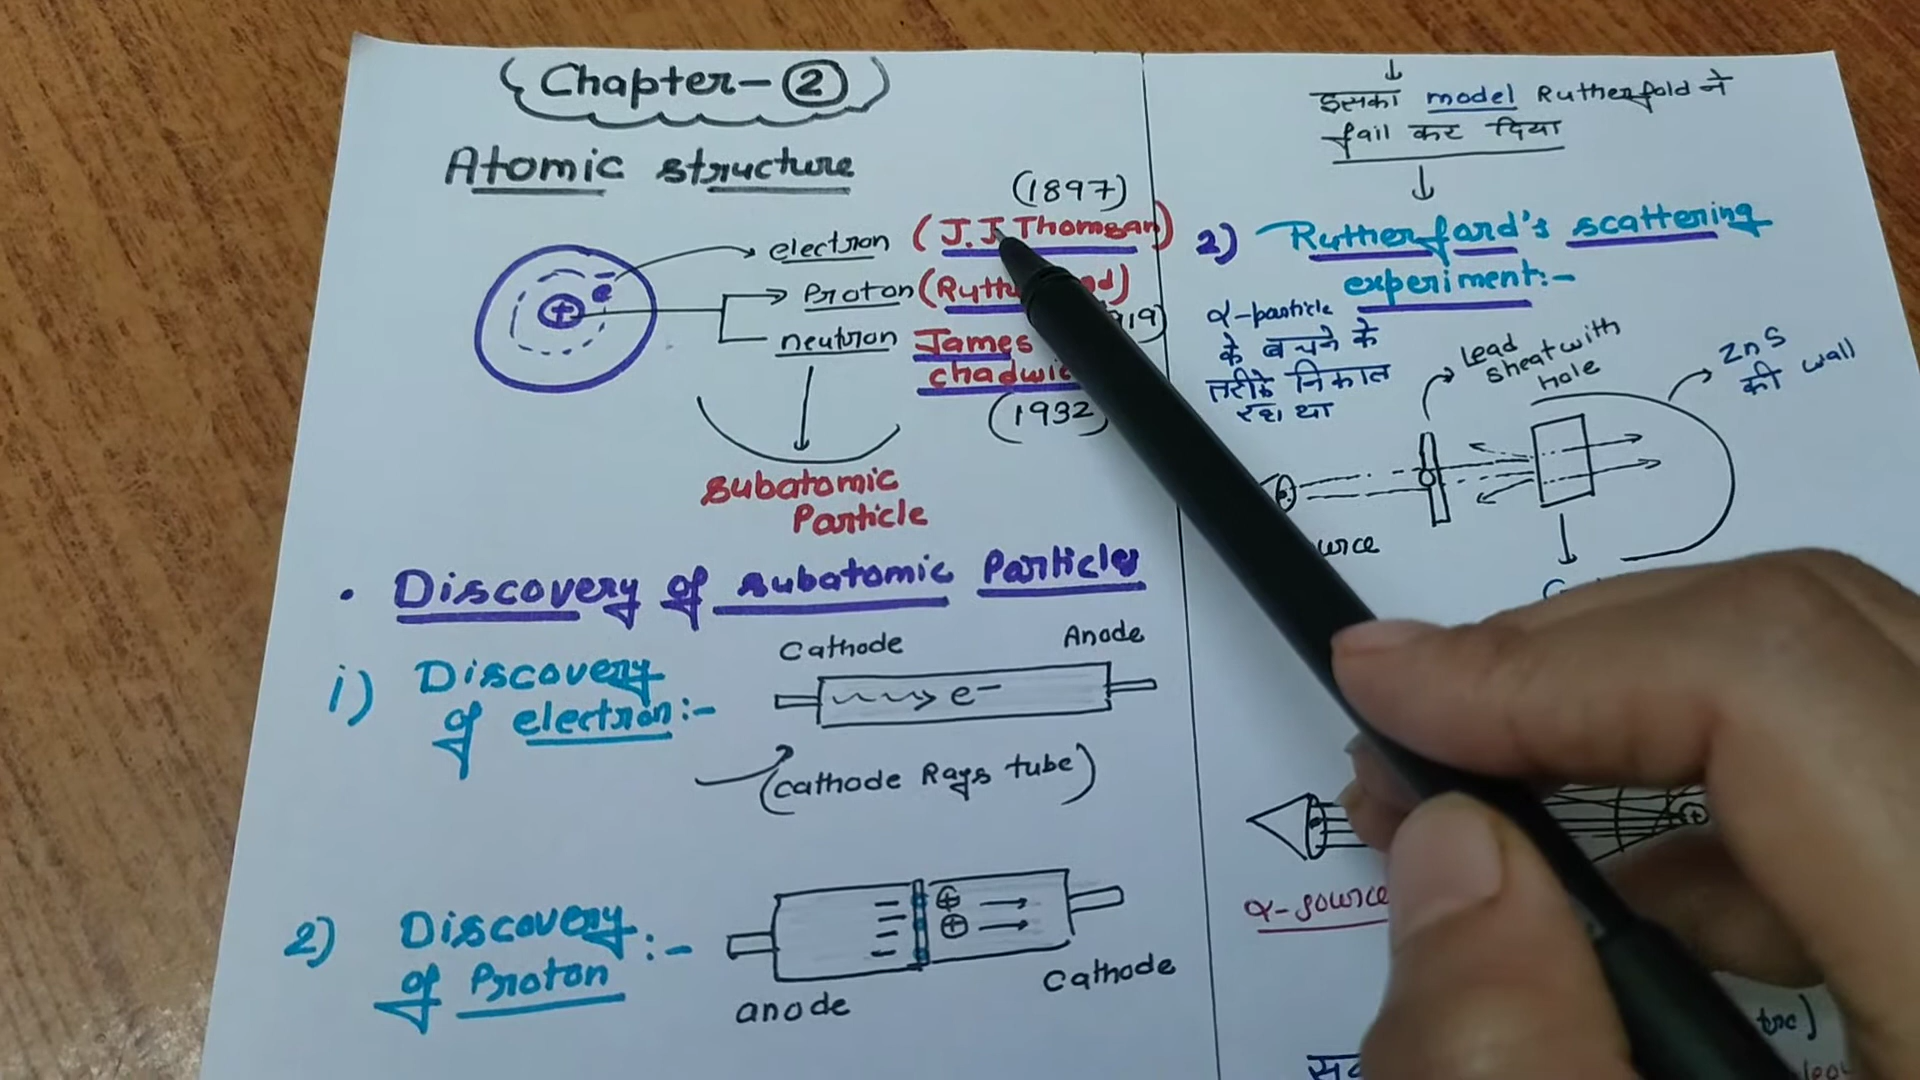 Chapter-②
Atomic structure
(1897)
electron (J.J Thomson)
Proton
neutron James
(1932)
e
+
subatomic
Particle
• Discovery of subatomic Particles
i) Discovery
of electron:-
Cathode Anode
e–
(Cathode Rays tube)
2) Discovery
of Proton :-
anode
Cathode
इसका model Rutherfold ने
fail कर दिया
2) Rutherford's scattering
experiment:-
α-particle
के बचने के
तरीके निकाल
रहा था
Lead
sheat with
hole
ZnS
की wall
α-source